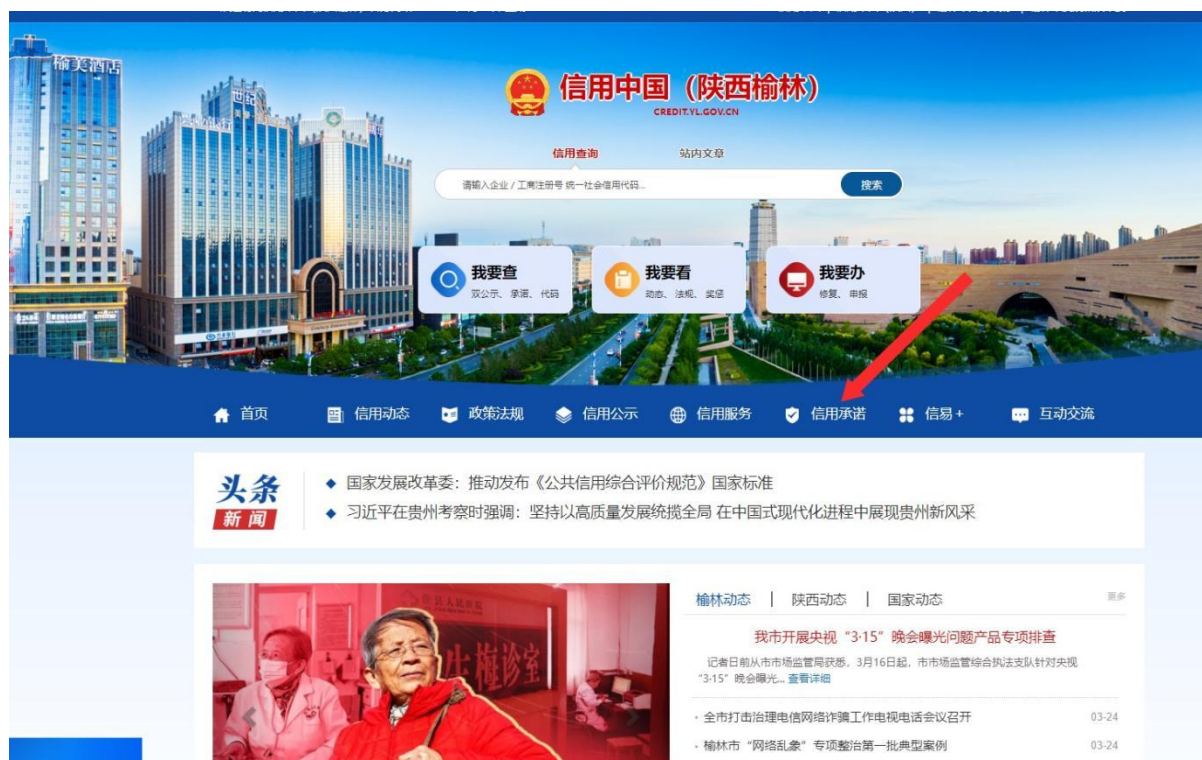 榆美酒店
世纪
信用中国（陕西榆林）
CREDIT.YL.GOV.CN
信用查询
站内文章
请输入企业 / 工商注册号 统一社会信用代码...
搜索
我要查
双公示、承诺、代码
我要看
动态、法规、奖惩
我要办
修复、申报
首页
信用动态
政策法规
信用公示
信用服务
信用承诺
信易 +
互动交流
头条
新闻
国家发展改革委：推动发布《公共信用综合评价规范》国家标准
习近平在贵州考察时强调：坚持以高质量发展统揽全局 在中国式现代化进程中展现贵州新风采
榆林动态 | 陕西动态 | 国家动态
更多
我市开展央视“3·15”晚会曝光问题产品专项排查
记者日前从市市场监管局获悉，3月16日起，市市场监管综合执法支队针对央视
“3·15”晚会曝光... 查看详细
· 全市打击治理电信网络诈骗工作电视电话会议召开 03-24
· 榆林市“网络乱象”专项整治第一批典型案例 03-24